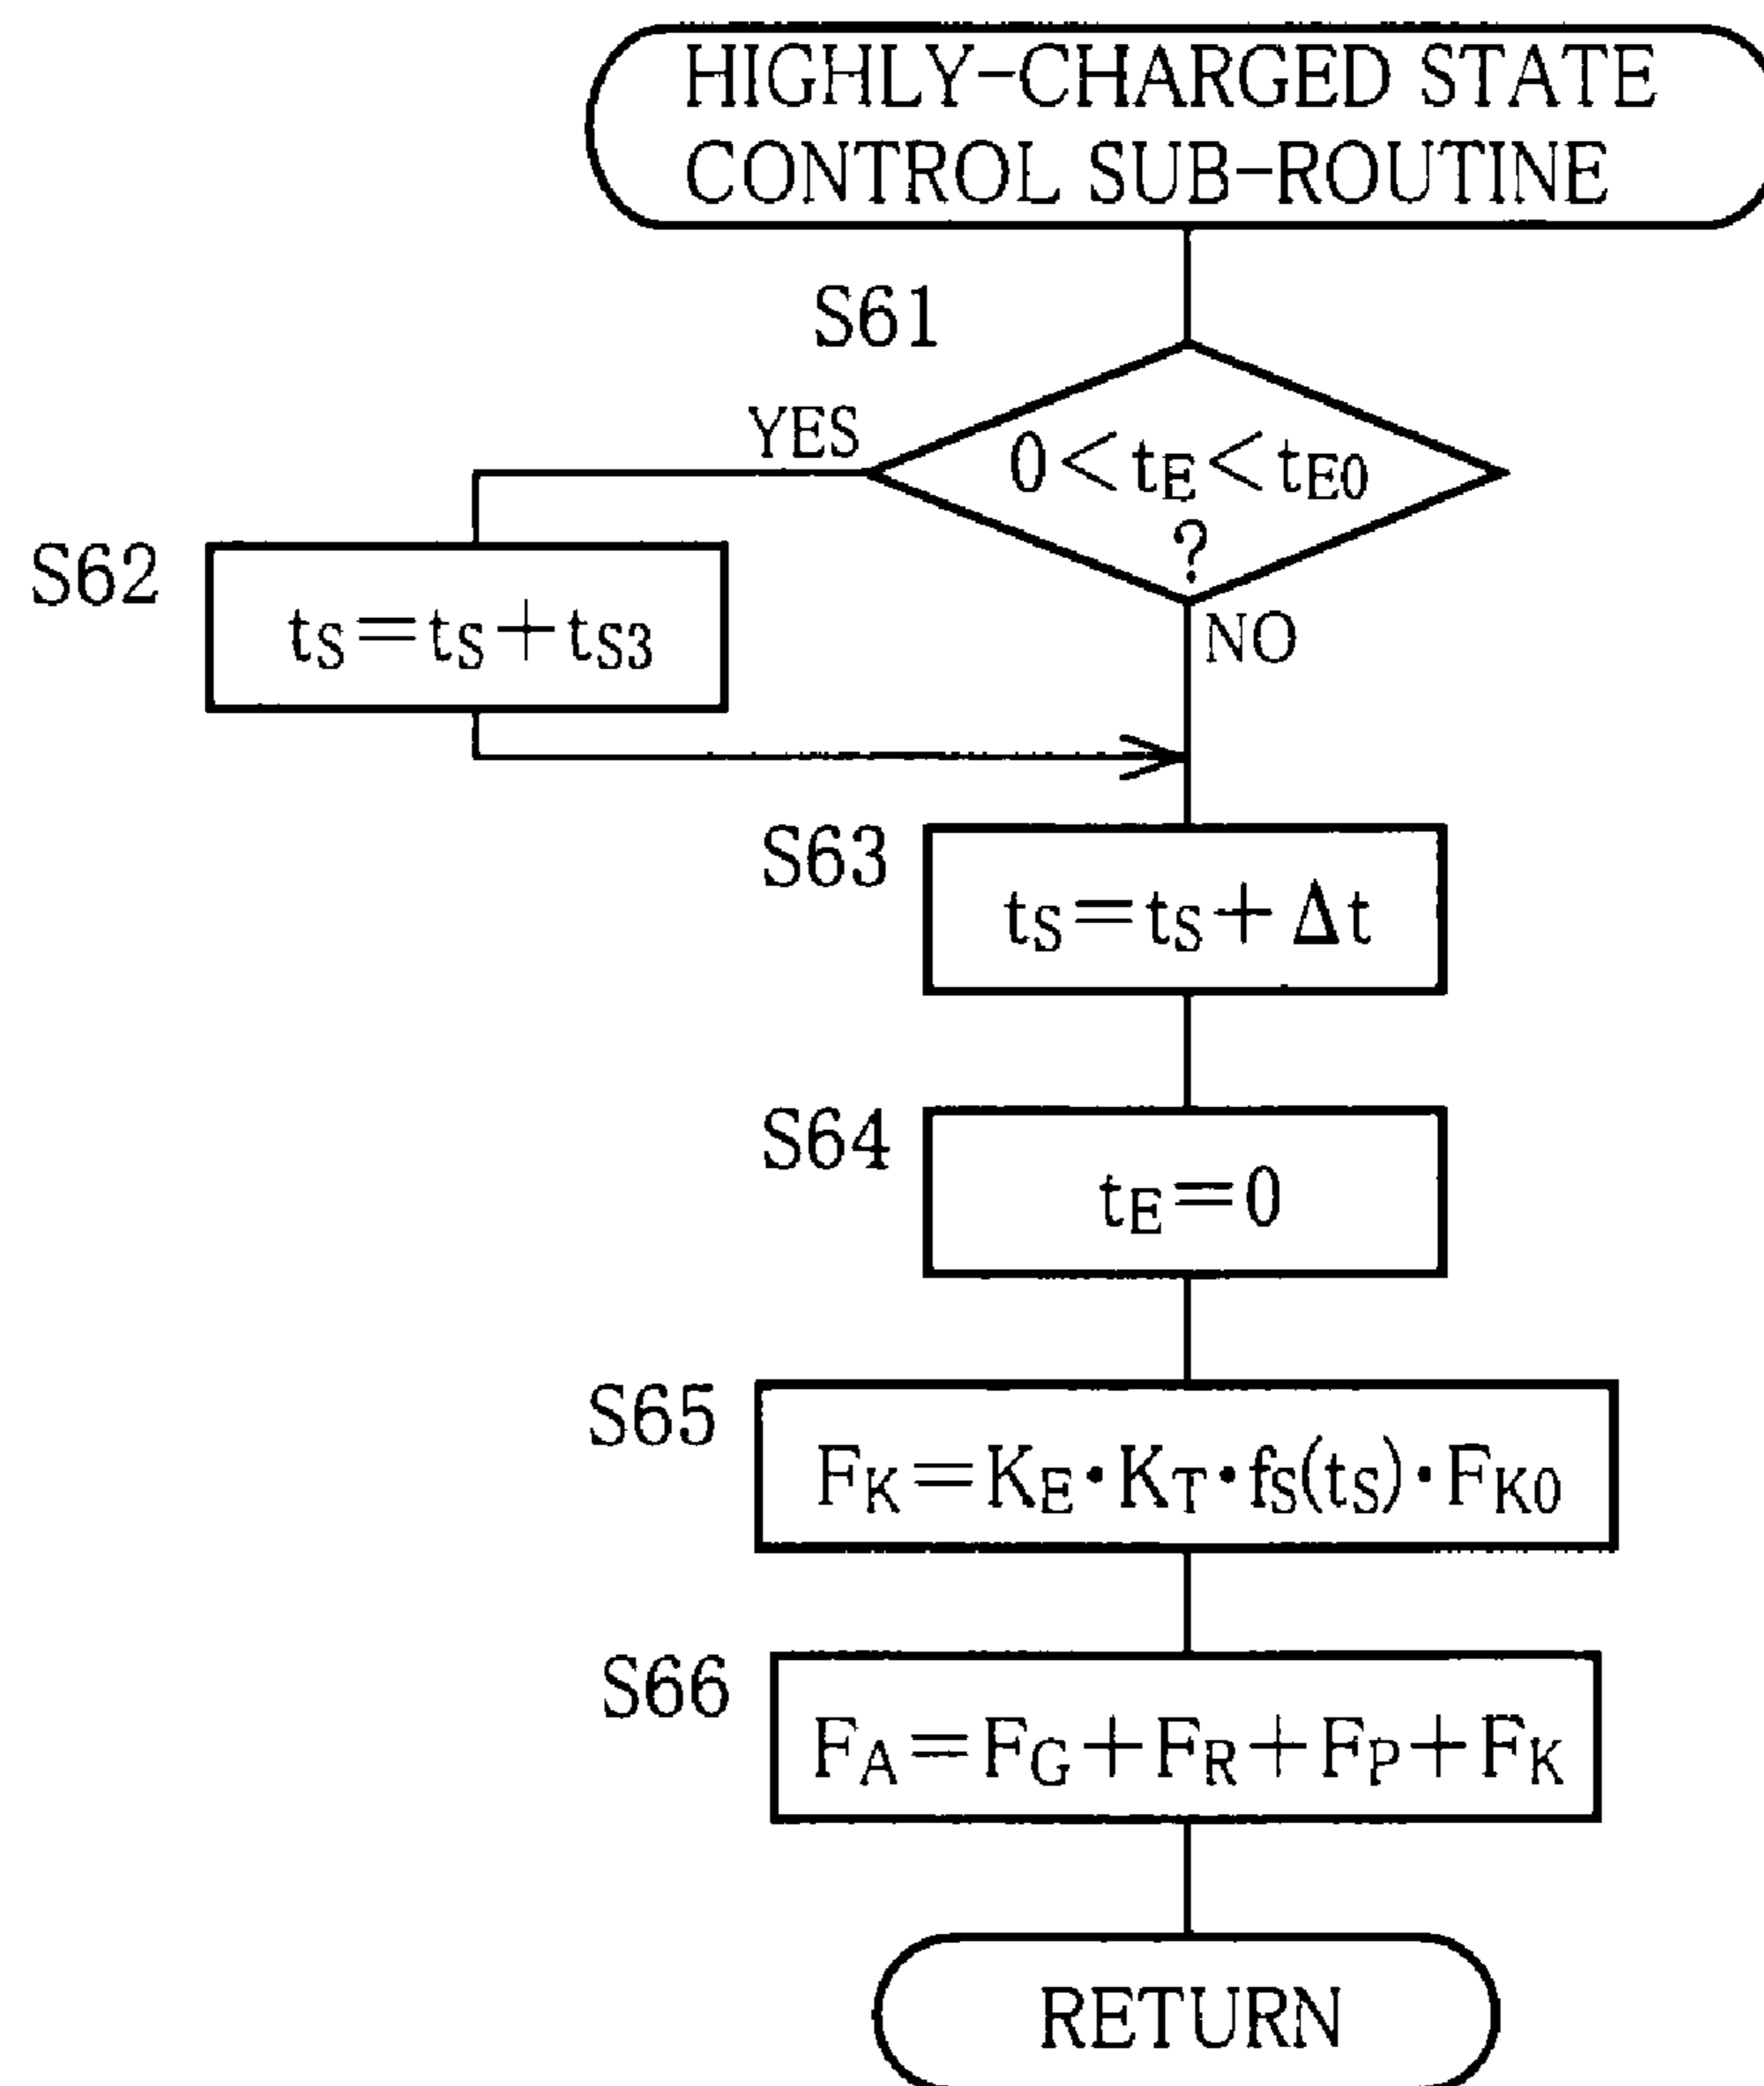 HIGHLY-CHARGED STATE
CONTROL SUB-ROUTINE
S61
YES
0<tE<tE0
?
NO
S62
tS=tS+tS3
S63
tS=tS+Δt
S64
tE=0
S65
FK=KE•KT•fS(tS)•FK0
S66
FA=FG+FR+FP+FK
RETURN